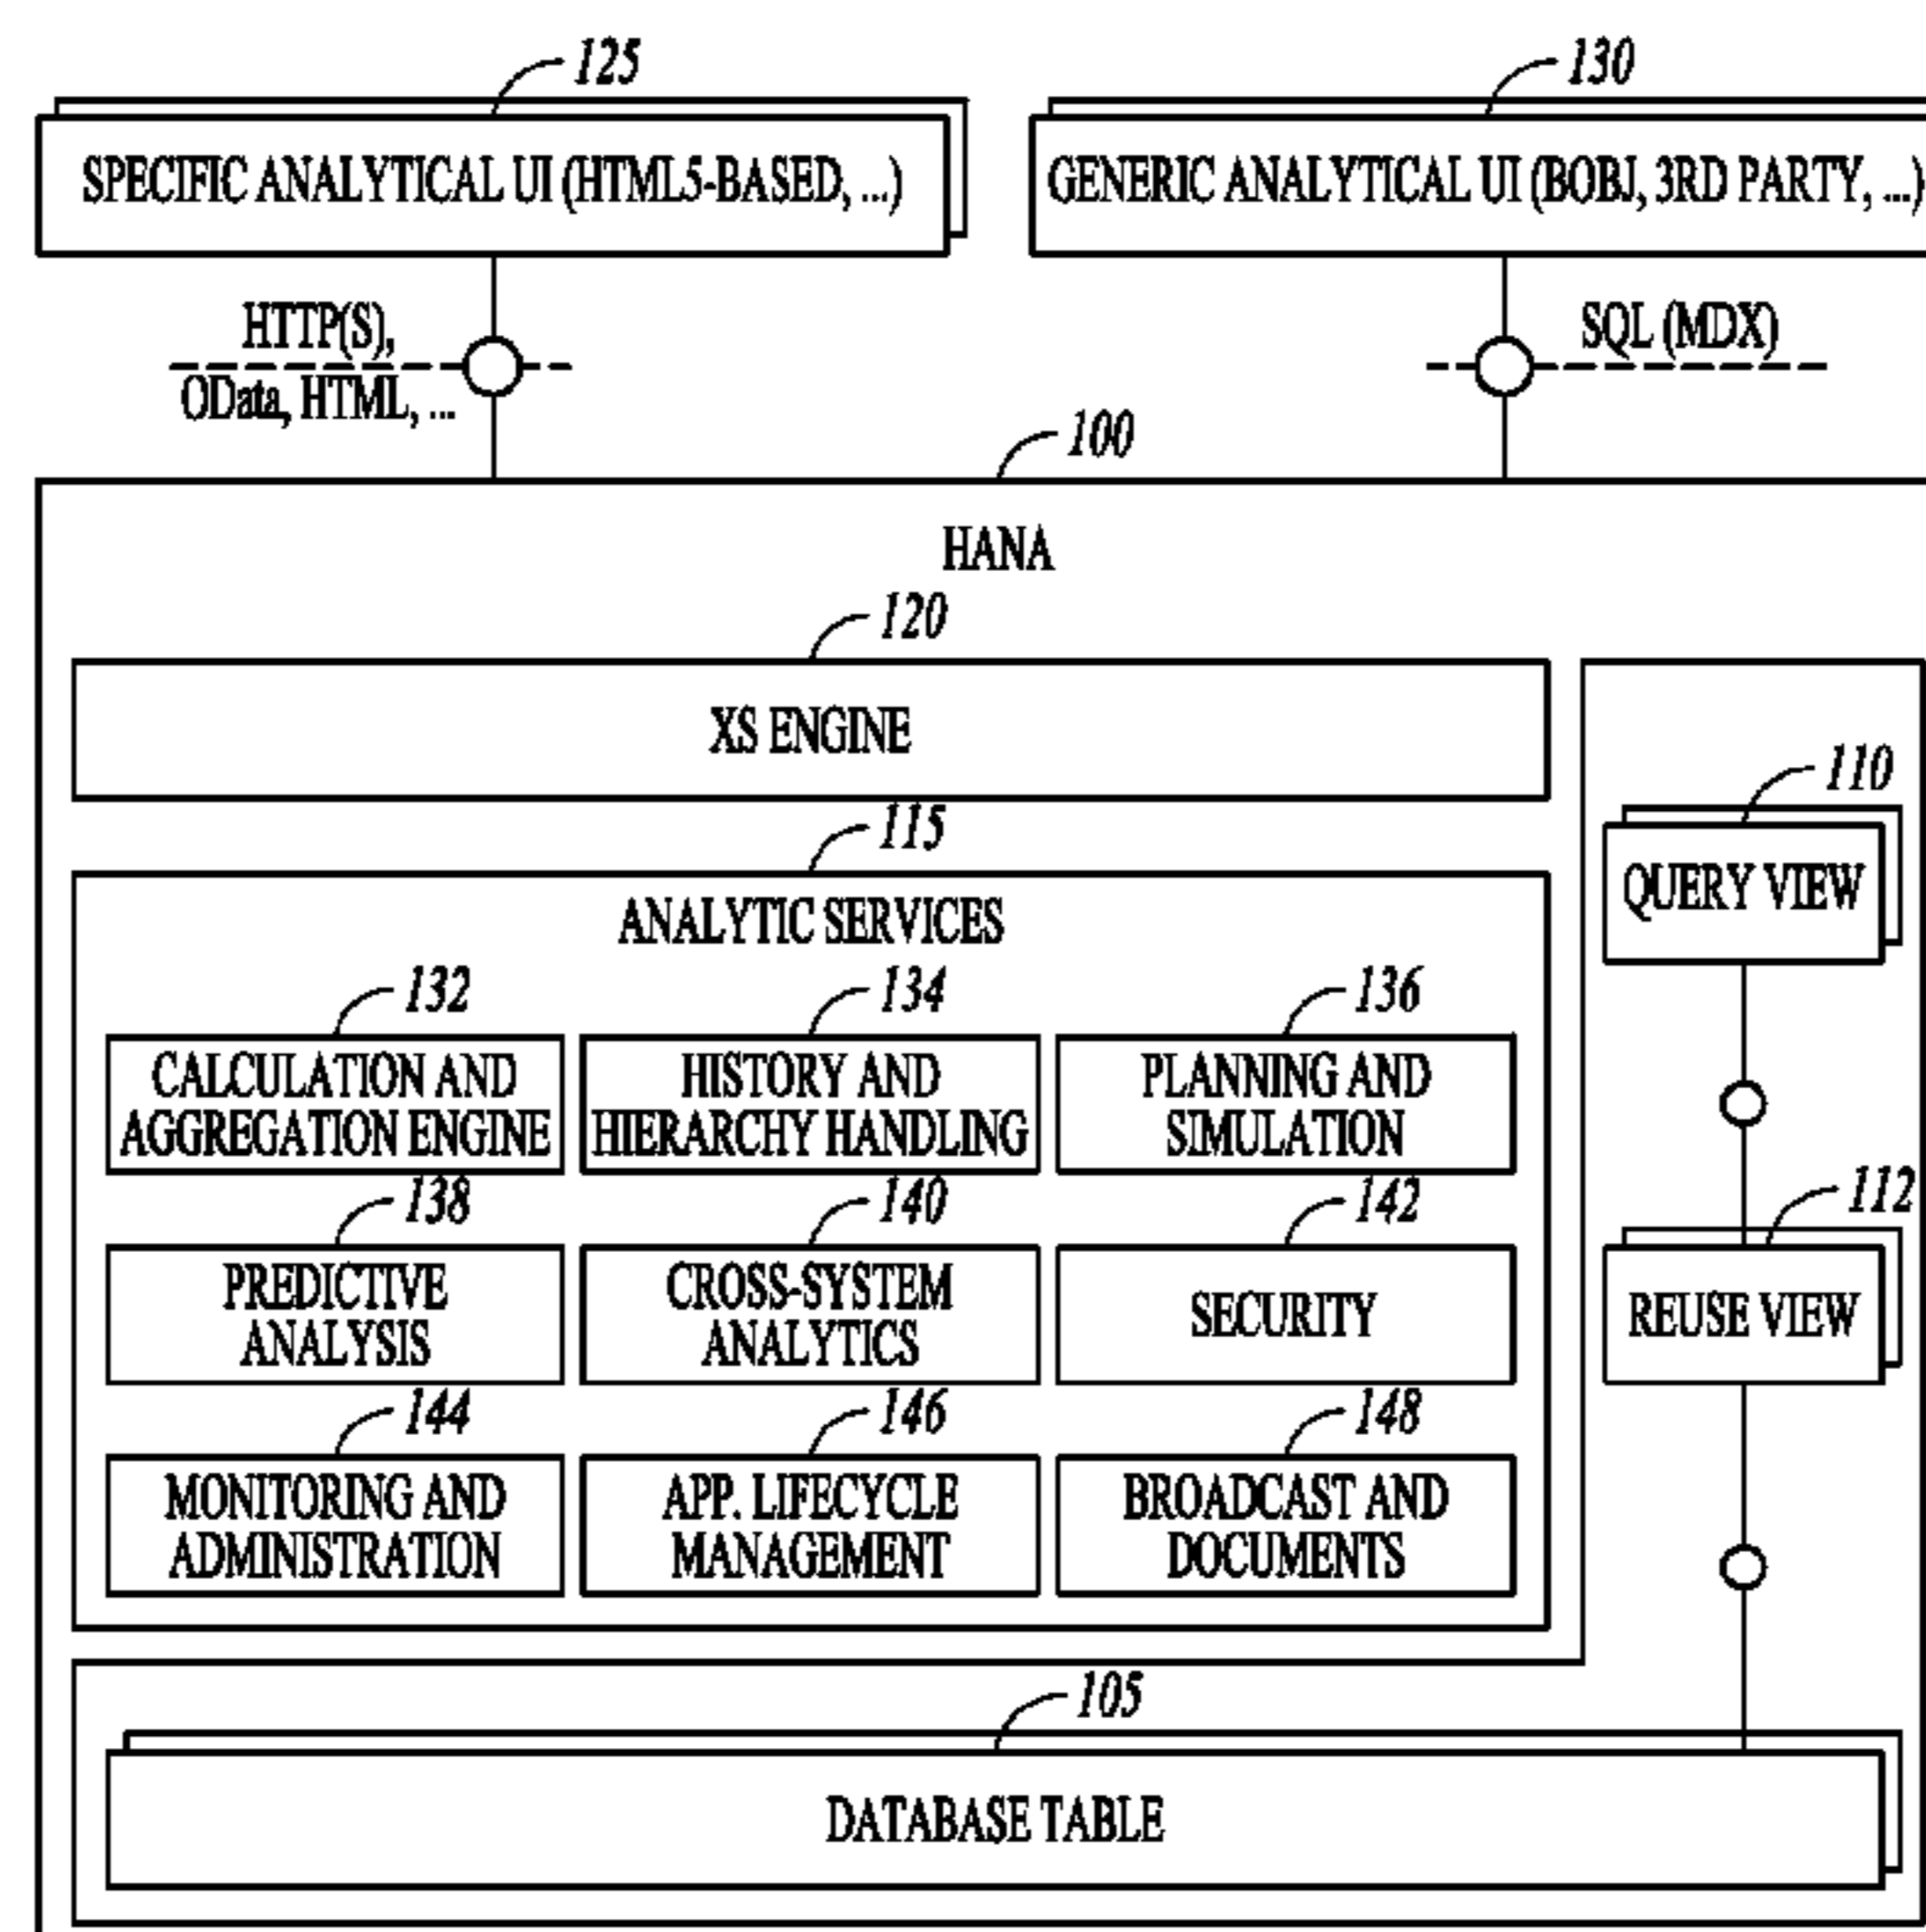 125
130
SPECIFIC ANALYTICAL UI (HTML5-BASED, ...)
GENERIC ANALYTICAL UI (BOBJ, 3RD PARTY, ...)
HTTP(S),
OData, HTML, ...
SQL (MDX)
100
HANA
120
XS ENGINE
110
QUERY VIEW
115
ANALYTIC SERVICES
132
134
136
CALCULATION AND
AGGREGATION ENGINE
HISTORY AND
HIERARCHY HANDLING
PLANNING AND
SIMULATION
138
140
142
112
PREDICTIVE
ANALYSIS
CROSS-SYSTEM
ANALYTICS
SECURITY
REUSE VIEW
144
146
148
MONITORING AND
ADMINISTRATION
APP. LIFECYCLE
MANAGEMENT
BROADCAST AND
DOCUMENTS
105
DATABASE TABLE